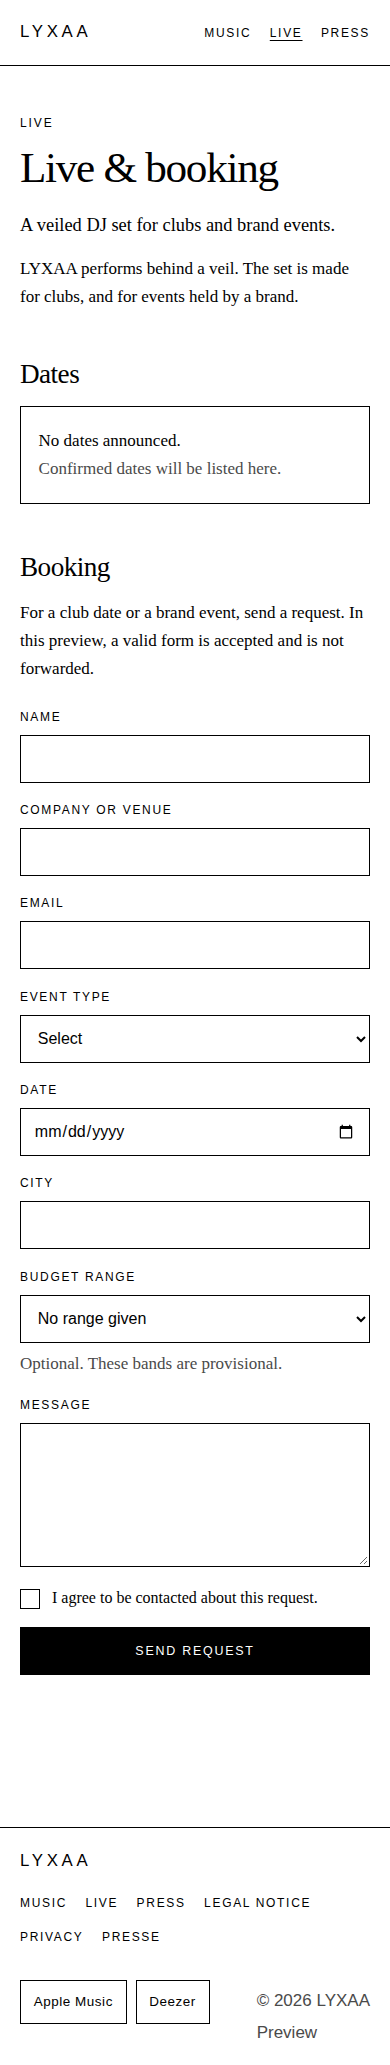 LYXAA
MUSIC LIVE PRESS
LIVE
Live & booking
A veiled DJ set for clubs and brand events.
LYXAA performs behind a veil. The set is made
for clubs, and for events held by a brand.
Dates
No dates announced.
Confirmed dates will be listed here.
Booking
For a club date or a brand event, send a request. In
this preview, a valid form is accepted and is not
forwarded.
NAME
COMPANY OR VENUE
EMAIL
EVENT TYPE
Select
DATE
mm/dd/yyyy
CITY
BUDGET RANGE
No range given
Optional. These bands are provisional.
MESSAGE
I agree to be contacted about this request.
SEND REQUEST
LYXAA
MUSIC LIVE PRESS LEGAL NOTICE
PRIVACY PRESSE
Apple Music Deezer © 2026 LYXAA
Preview